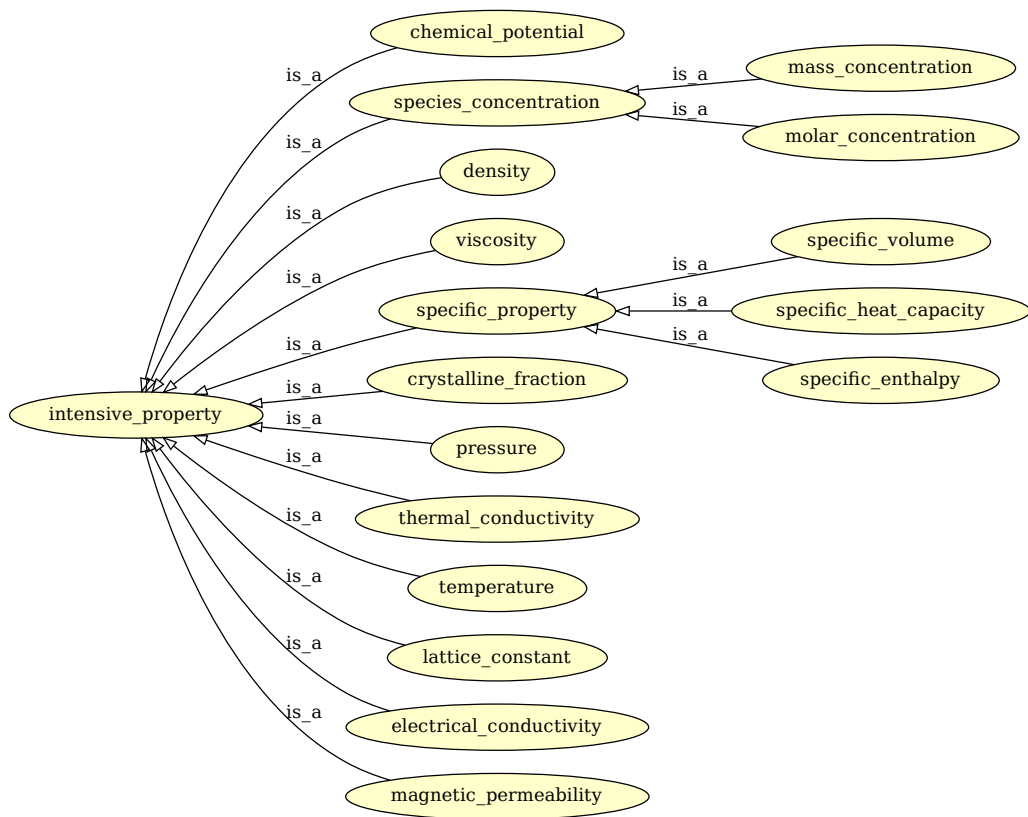 chemical_potential
is_a
is_a
mass_concentration
species_concentration
is_a
molar_concentration
is_a
density
is_a
viscosity
specific_volume
is_a
is_a
specific_property
is_a
specific_heat_capacity
is_a
is_a
crystalline_fraction
specific_enthalpy
is_a
intensive_property
is_a
pressure
is_a
thermal_conductivity
is_a
temperature
is_a
lattice_constant
is_a
electrical_conductivity
is_a
magnetic_permeability